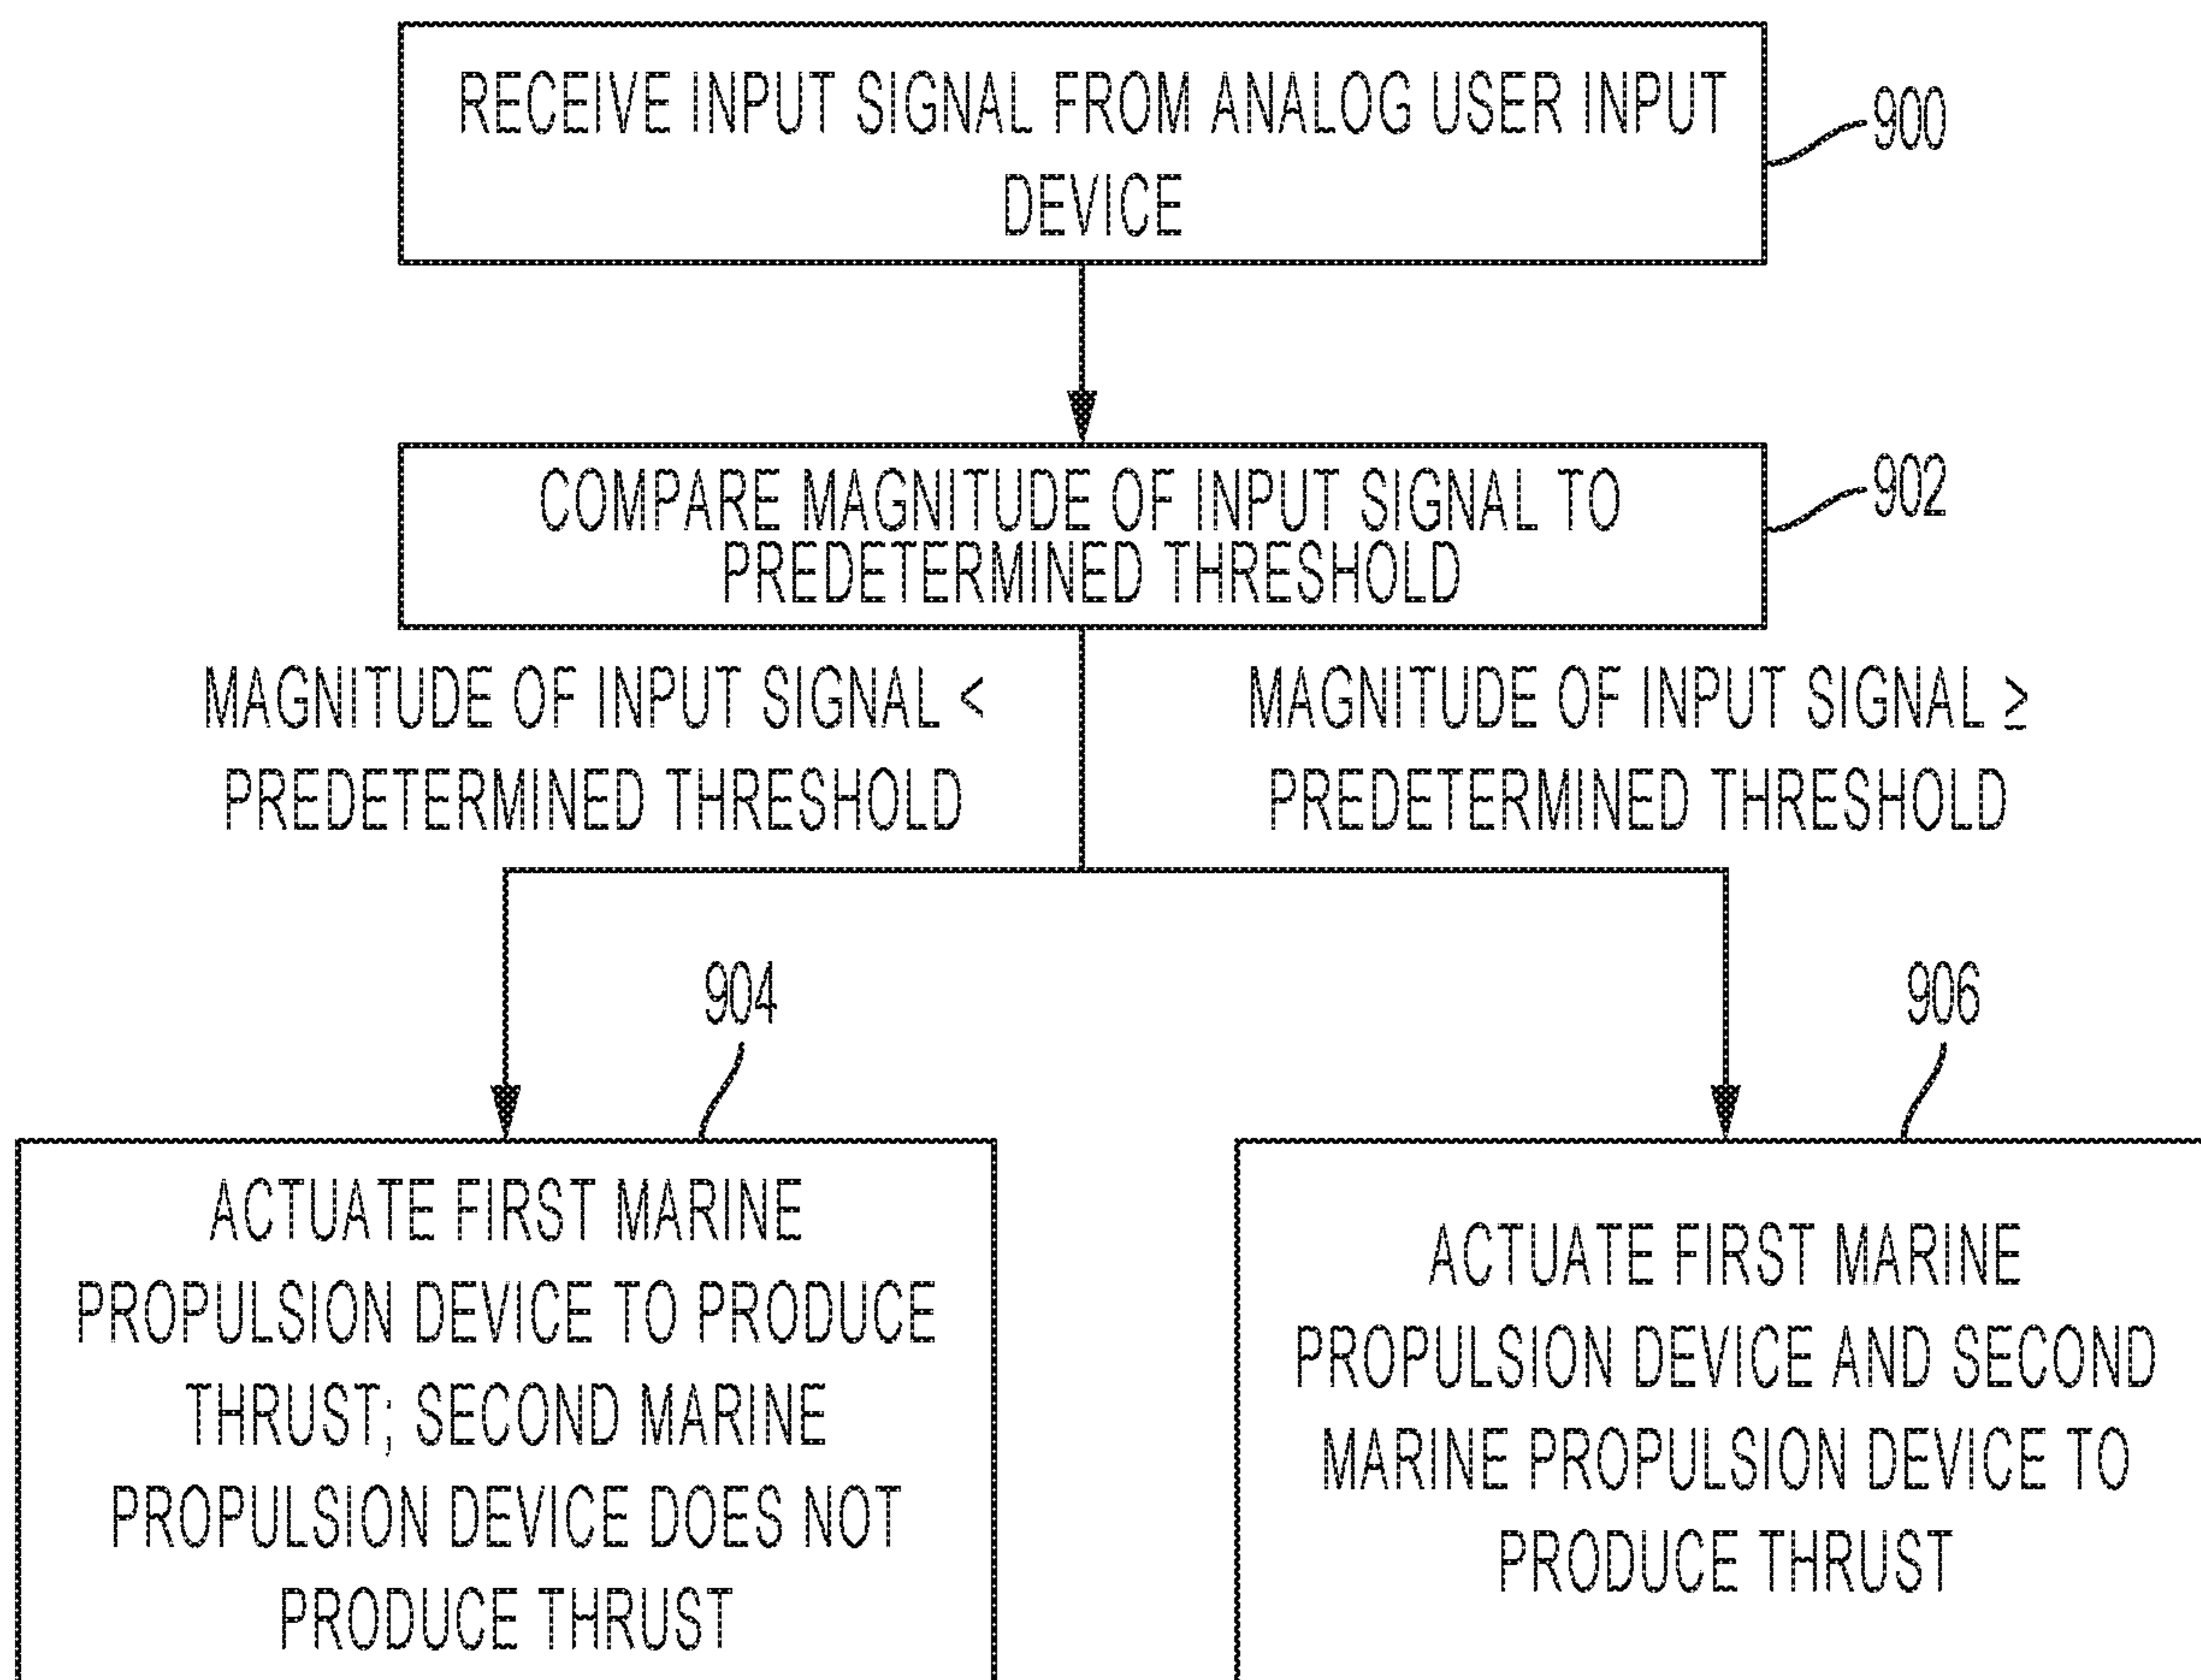 RECEIVE INPUT SIGNAL FROM ANALOG USER INPUT
DEVICE
900
COMPARE MAGNITUDE OF INPUT SIGNAL TO
PREDETERMINED THRESHOLD
902
MAGNITUDE OF INPUT SIGNAL <
PREDETERMINED THRESHOLD
MAGNITUDE OF INPUT SIGNAL ≥
PREDETERMINED THRESHOLD
904
ACTUATE FIRST MARINE
PROPULSION DEVICE TO PRODUCE
THRUST; SECOND MARINE
PROPULSION DEVICE DOES NOT
PRODUCE THRUST
906
ACTUATE FIRST MARINE
PROPULSION DEVICE AND SECOND
MARINE PROPULSION DEVICE TO
PRODUCE THRUST